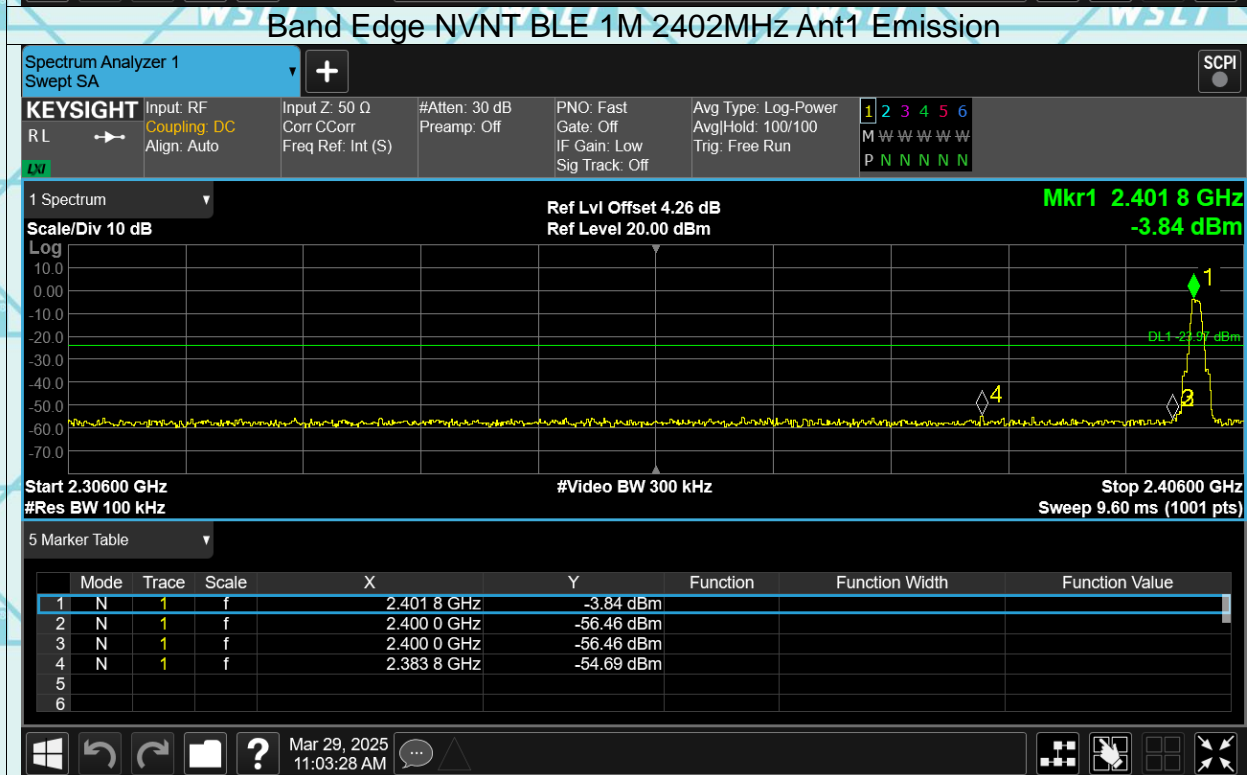 Band Edge NVNT BLE 1M 2402MHz Ant1 Emission
Spectrum Analyzer 1
Swept SA
+
SCPI
KEYSIGHT
R L
LXI
Input: RF
Coupling: DC
Align: Auto
Input Z: 50 Ω
Corr CCorr
Freq Ref: Int (S)
#Atten: 30 dB
Preamp: Off
PNO: Fast
Gate: Off
IF Gain: Low
Sig Track: Off
Avg Type: Log-Power
Avg|Hold: 100/100
Trig: Free Run
1 2 3 4 5 6
M W W W W W
P N N N N N
1 Spectrum
Scale/Div 10 dB
Ref Lvl Offset 4.26 dB
Ref Level 20.00 dBm
Mkr1 2.401 8 GHz
-3.84 dBm
Log
10.0
0.00
-10.0
-20.0
-30.0
-40.0
-50.0
-60.0
-70.0
1
DL1 -23.97 dBm
4
Start 2.30600 GHz
#Video BW 300 kHz
Stop 2.40600 GHz
#Res BW 100 kHz
Sweep 9.60 ms (1001 pts)
5 Marker Table
Mode Trace Scale X Y Function Function Width Function Value
1 N 1 f 2.401 8 GHz -3.84 dBm
2 N 1 f 2.400 0 GHz -56.46 dBm
3 N 1 f 2.400 0 GHz -56.46 dBm
4 N 1 f 2.383 8 GHz -54.69 dBm
5
6
?
Mar 29, 2025
11:03:28 AM